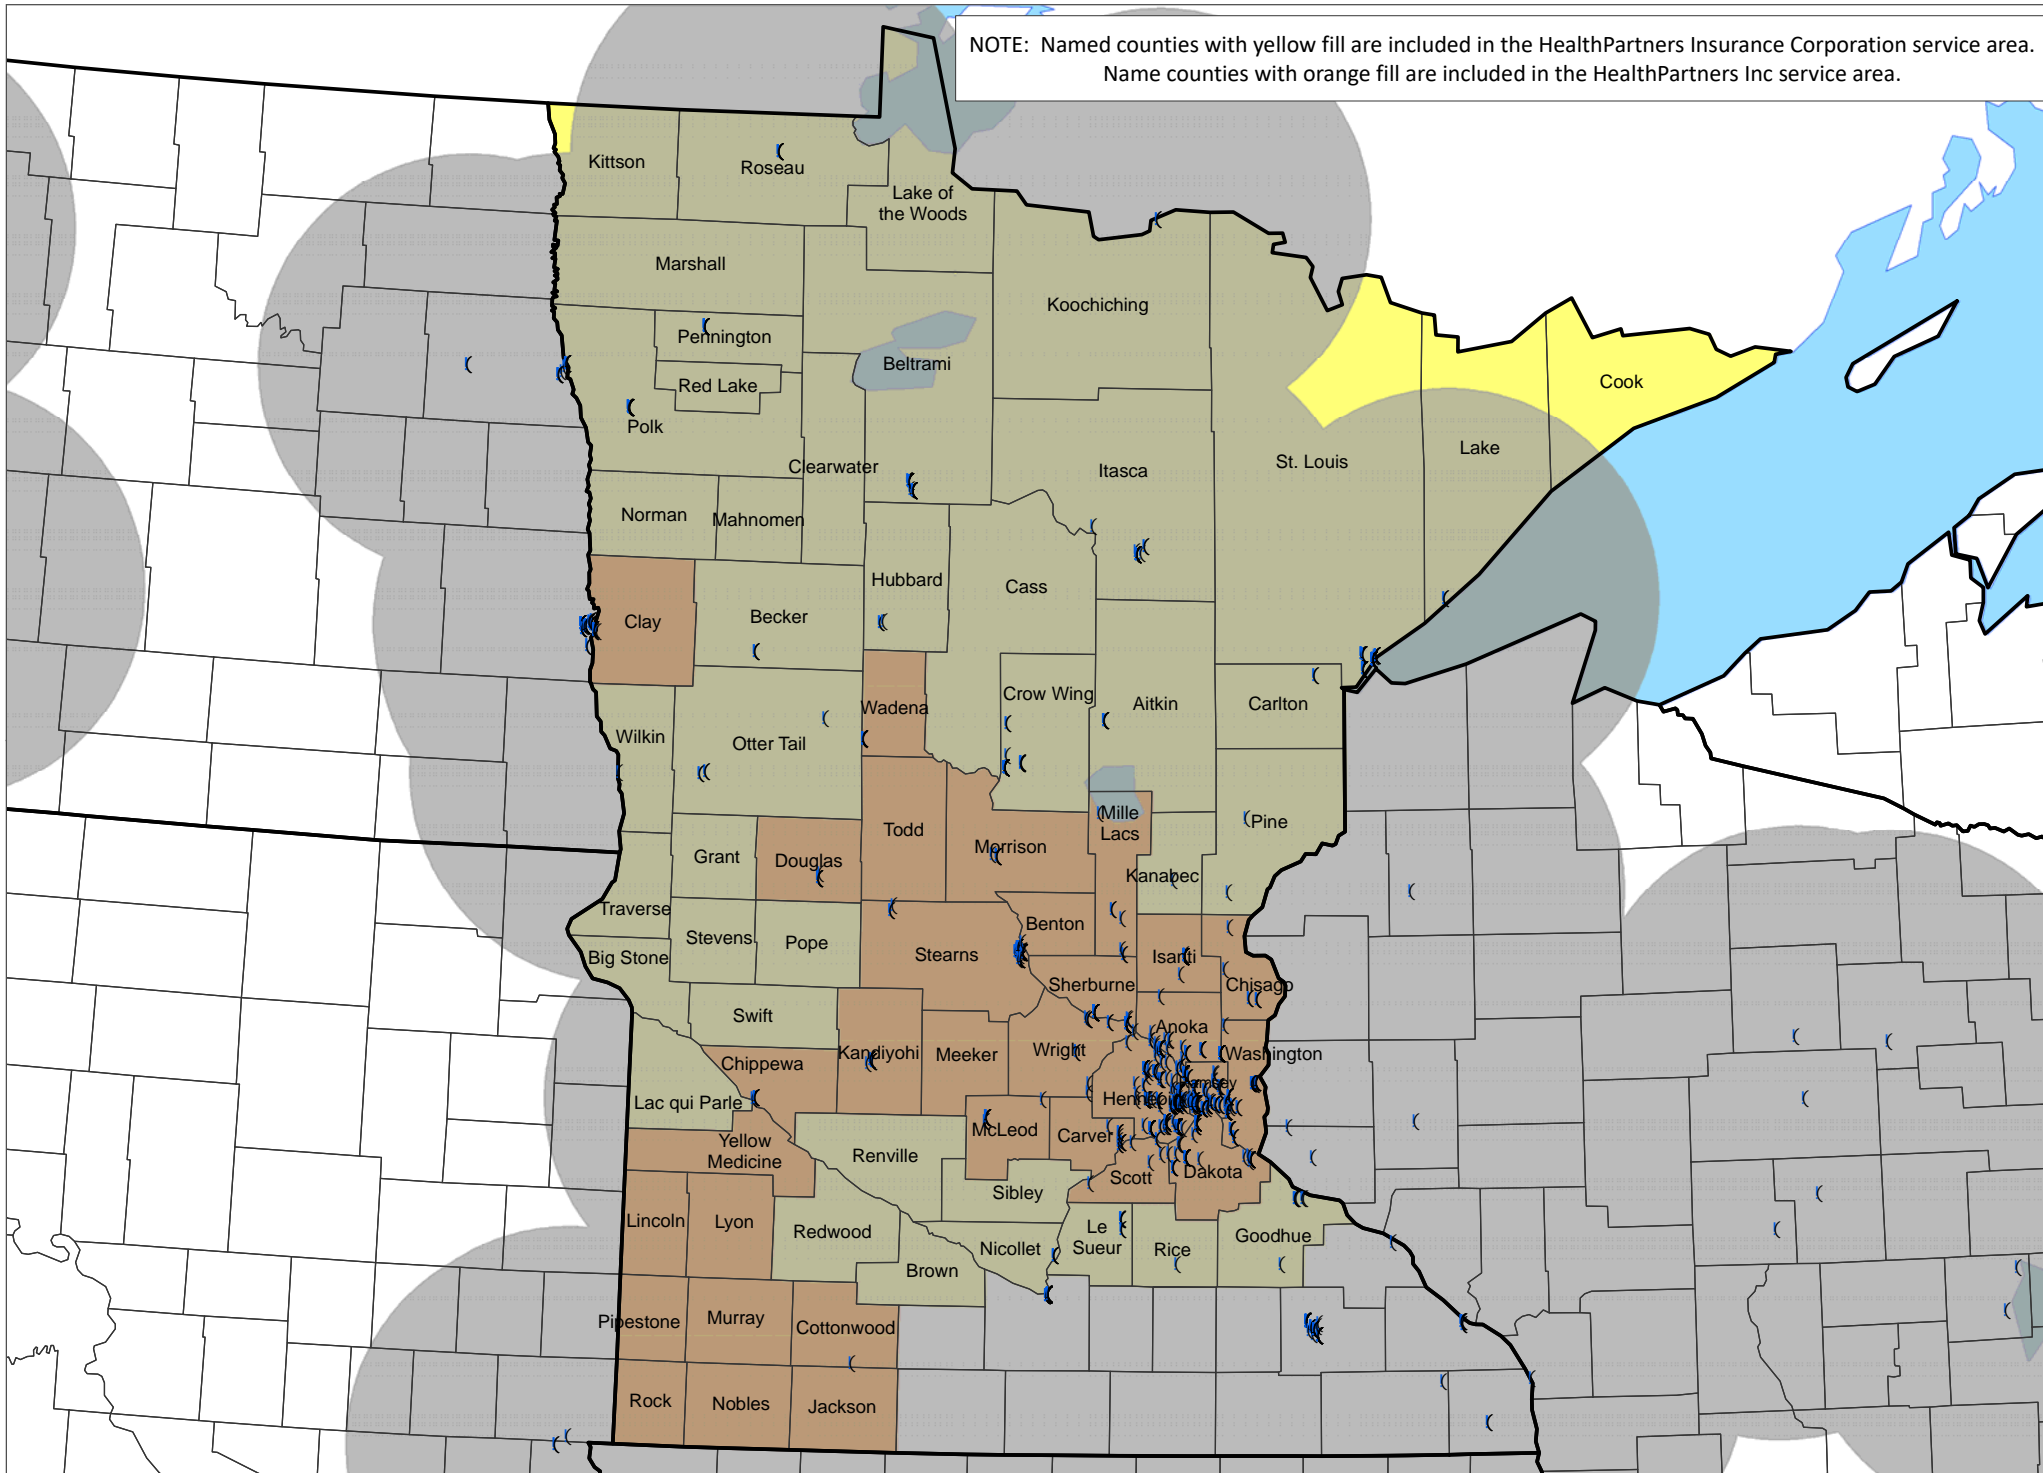 NOTE: Named counties with yellow fill are included in the HealthPartners Insurance Corporation service area.
Name counties with orange fill are included in the HealthPartners Inc service area.
Kittson
Roseau
Lake of
the Woods
Marshall
Koochiching
Pennington
Beltrami
Red Lake
Cook
Polk
Lake
St. Louis
Clearwater
Itasca
Norman
Mahnomen
Hubbard
Cass
Clay
Becker
Crow Wing
Wadena
Aitkin
Carlton
Wilkin
Otter Tail
Mille
Lacs
Pine
Todd
Morrison
Grant
Douglas
Kanabec
Traverse
Benton
Stevens
Pope
Stearns
Isanti
Big Stone
Sherburne
Chisago
Swift
Anoka
Kandiyohi
Meeker
Wright
Washington
Chippewa
Ramsey
Lac qui Parle
Hennepin
McLeod
Carver
Yellow
Medicine
Renville
Scott
Dakota
Sibley
Lincoln
Lyon
Redwood
Le
Sueur
Nicollet
Rice
Goodhue
Brown
Pipestone
Murray
Cottonwood
Rock
Nobles
Jackson